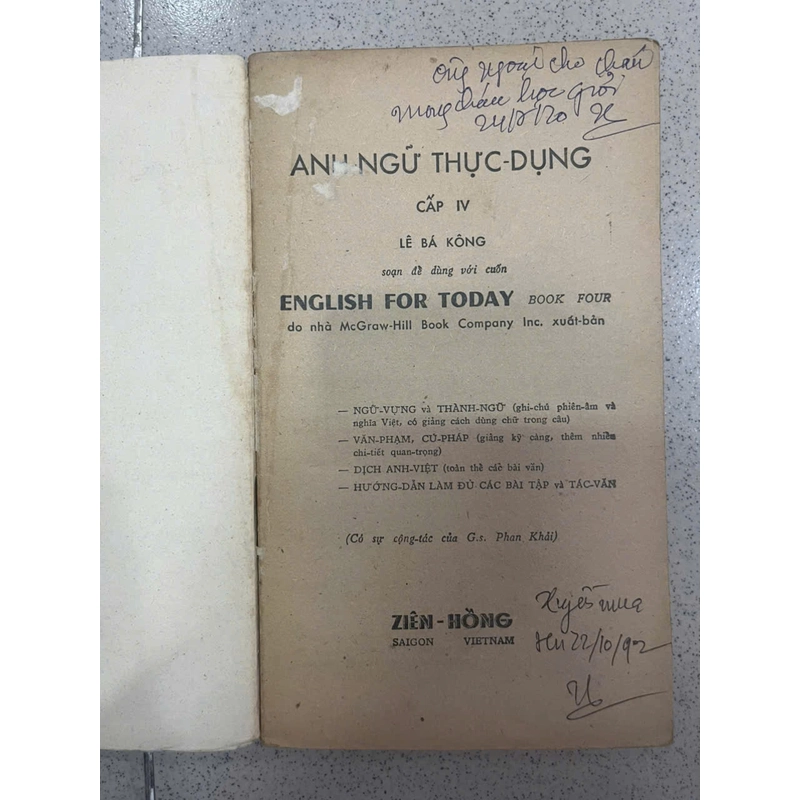 Ông ngoại cho cháu
mong cháu học giỏi
ANH-NGỮ THỰC-DỤNG
CẤP IV
LÊ BÁ KÔNG
soạn để dùng với cuốn
ENGLISH FOR TODAY BOOK FOUR
do nhà McGraw-Hill Book Company Inc. xuất-bản
— NGỮ-VỰNG và THÀNH-NGỮ (ghi-chú phiên-âm và
nghĩa Việt, có giảng cách dùng chữ trong câu)
— VĂN-PHẠM, CÚ-PHÁP (giảng kỹ càng, thêm nhiều
chi-tiết quan-trọng)
— DỊCH ANH-VIỆT (toàn thể các bài văn)
— HƯỚNG-DẪN LÀM ĐỦ CÁC BÀI TẬP và TÁC-VĂN
(Có sự cộng-tác của G.s. Phan Khải)
ZIÊN-HỒNG
SAIGON VIETNAM
mua
22/10/92